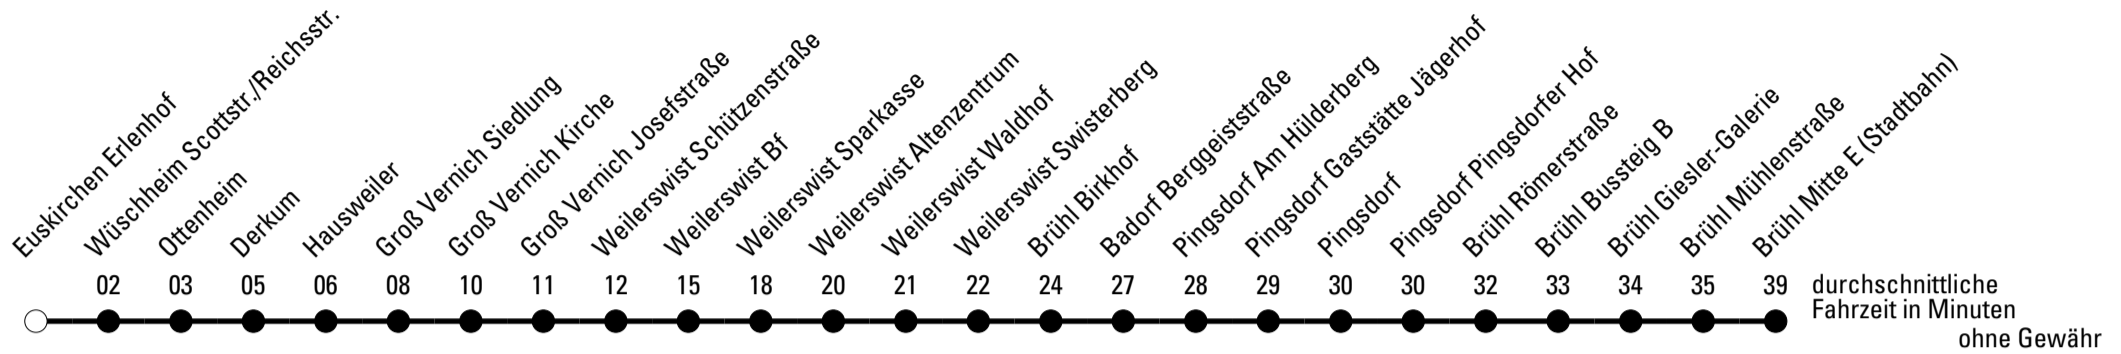 Euskirchen Erlenhof
Wüschheim Scottstr./Reichsstr.
Ottenheim
Derkum
Hausweiler
Groß Vernich Siedlung
Groß Vernich Kirche
Groß Vernich Josefstraße
Weilerswist Schützenstraße
Weilerswist Bf
Weilerswist Sparkasse
Weilerswist Altenzentrum
Weilerswist Waldhof
Weilerswist Swisterberg
Brühl Birkhof
Badorf Berggeiststraße
Pingsdorf Am Hülderberg
Pingsdorf Gaststätte Jägerhof
Pingsdorf
Pingsdorf Pingsdorfer Hof
Brühl Römerstraße
Brühl Bussteig B
Brühl Giesler-Galerie
Brühl Mühlenstraße
Brühl Mitte E (Stadtbahn)
02 03 05 06 08 10 11 12 15 18 20 21 22 24 27 28 29 30 30 32 33 34 35 39
durchschnittliche
Fahrzeit in Minuten
ohne Gewähr